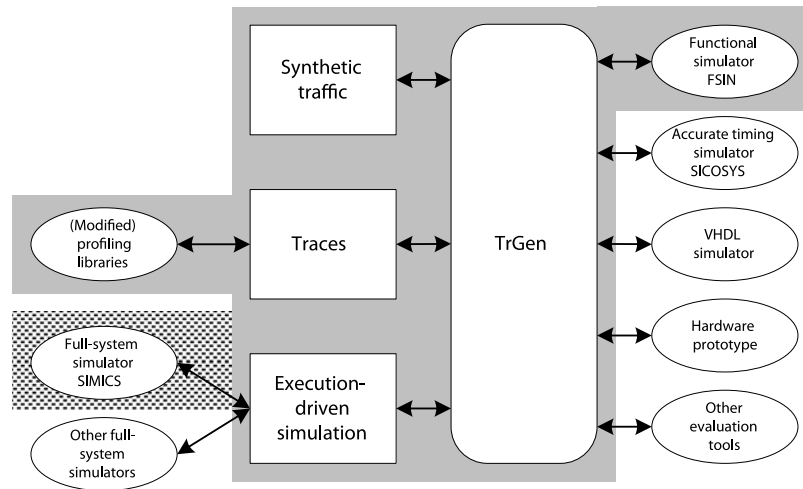 Synthetic
traffic
TrGen
Functional
simulator
FSIN
Accurate timing
simulator
SICOSYS
(Modified)
profiling
libraries
Traces
VHDL
simulator
Full-system
simulator
SIMICS
Hardware
prototype
Execution-
driven
simulation
Other full-
system
simulators
Other
evaluation
tools